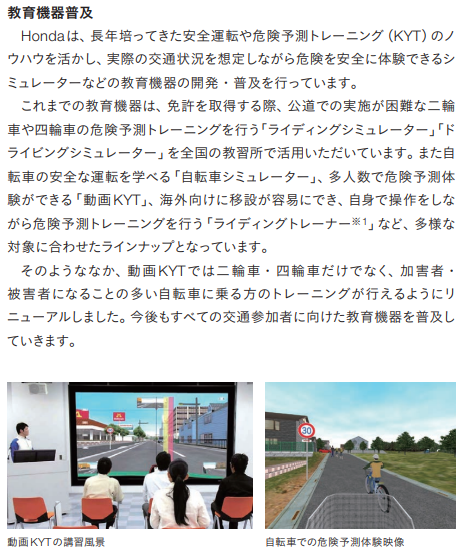 教育機器普及
　Hondaは、長年培ってきた安全運転や危険予測トレーニング（KYT）のノ
ウハウを活かし、実際の交通状況を想定しながら危険を安全に体験できるシ
ミュレーターなどの教育機器の開発・普及を行っています。
　これまでの教育機器は、免許を取得する際、公道での実施が困難な二輪
車や四輪車の危険予測トレーニングを行う「ライディングシミュレーター」「ド
ライビングシミュレーター」を全国の教習所で活用いただいています。また自
転車の安全な運転を学べる「自転車シミュレーター」、多人数で危険予測体
験ができる「動画KYT」、海外向けに移設が容易にでき、自身で操作をしな
がら危険予測トレーニングを行う「ライディングトレーナー※1」など、多様な
対象に合わせたラインナップとなっています。
　そのようななか、動画KYTでは二輪車・四輪車だけでなく、加害者・
被害者になることの多い自転車に乗る方のトレーニングが行えるようにリ
ニューアルしました。今後もすべての交通参加者に向けた教育機器を普及し
ていきます。
30
動画KYTの講習風景
自転車での危険予測体験映像